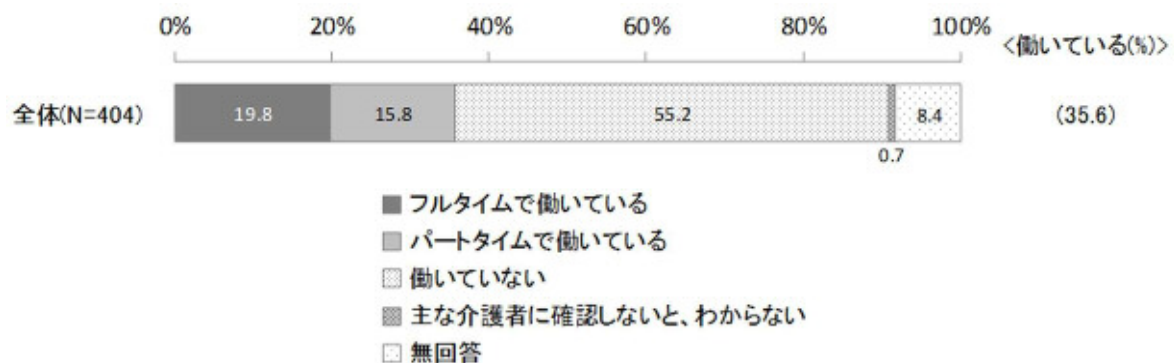 0% 20% 40% 60% 80% 100%
<働いている(%)>
全体(N=404) 19.8 15.8 55.2 8.4 (35.6)
0.7
フルタイムで働いている
パートタイムで働いている
働いていない
主な介護者に確認しないと、わからない
無回答